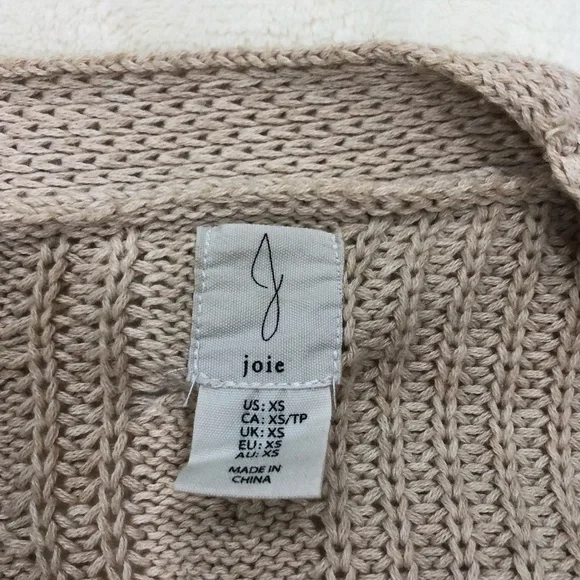 J
joie
US: XS
CA: XS/TP
UK: XS
EU: XS
AU: XS
MADE IN
CHINA